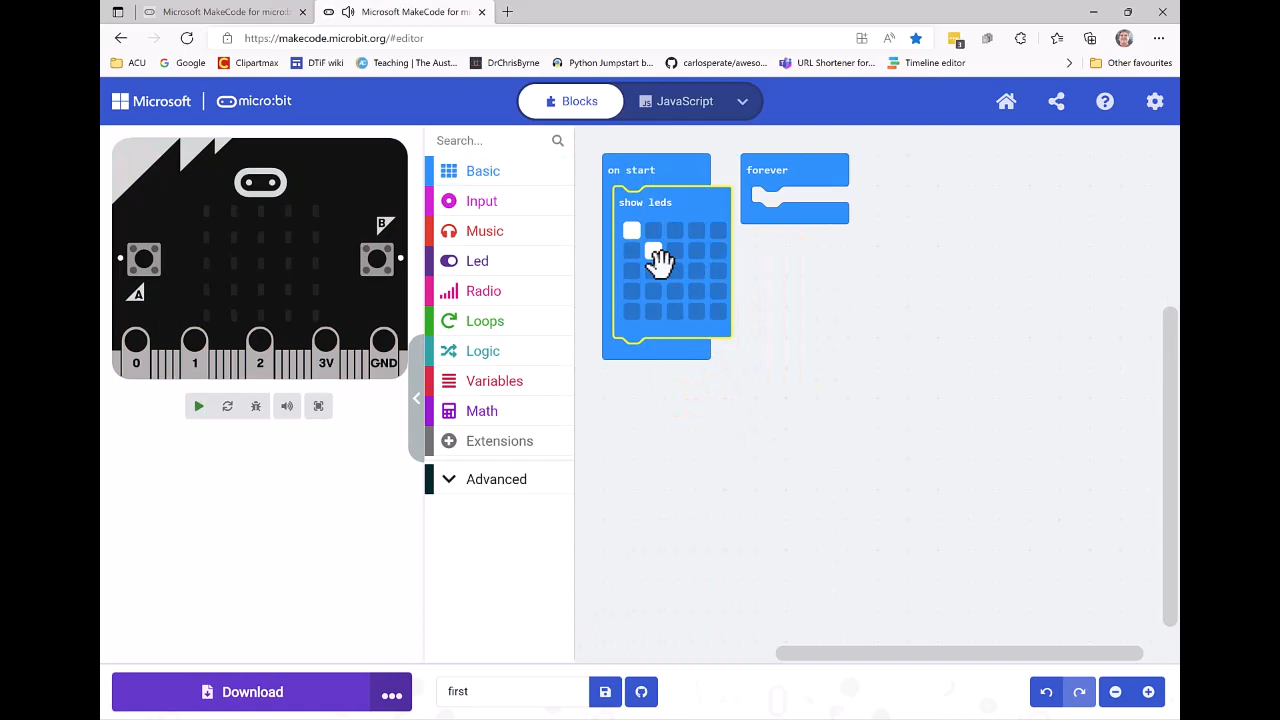 Microsoft MakeCode for micro:b
Microsoft MakeCode for m
https://makecode.microbit.org/#editor
3
ACU
Google
Clipartmax
DTiF wiki
Teaching | The Aust...
DrChrisByrne
Python Jumpstart b...
carlosperate/aweso...
URL Shortener for...
Timeline editor
Other favourites
Microsoft
micro:bit
Blocks
JavaScript
Search...
Basic
Input
Music
Led
Radio
Loops
Logic
Variables
Math
Extensions
Advanced
on start
show leds
forever
B
A
0 1 2 3V GND
Download
...
first